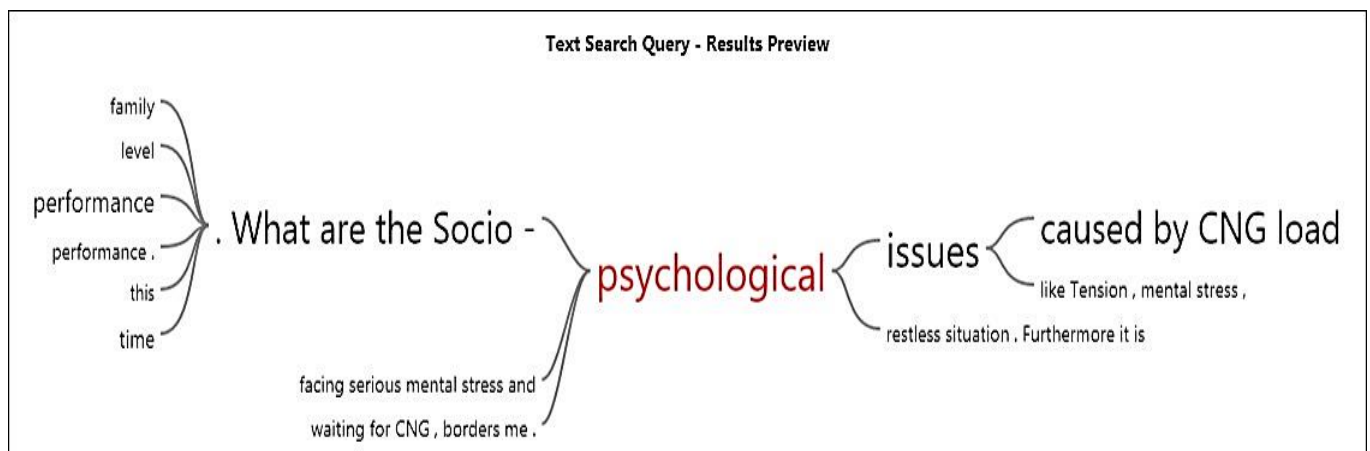 Text Search Query - Results Preview
family
level
performance
performance .
this
time
. What are the Socio -
facing serious mental stress and
waiting for CNG , borders me .
psychological
issues
restless situation . Furthermore it is
caused by CNG load
like Tension , mental stress ,